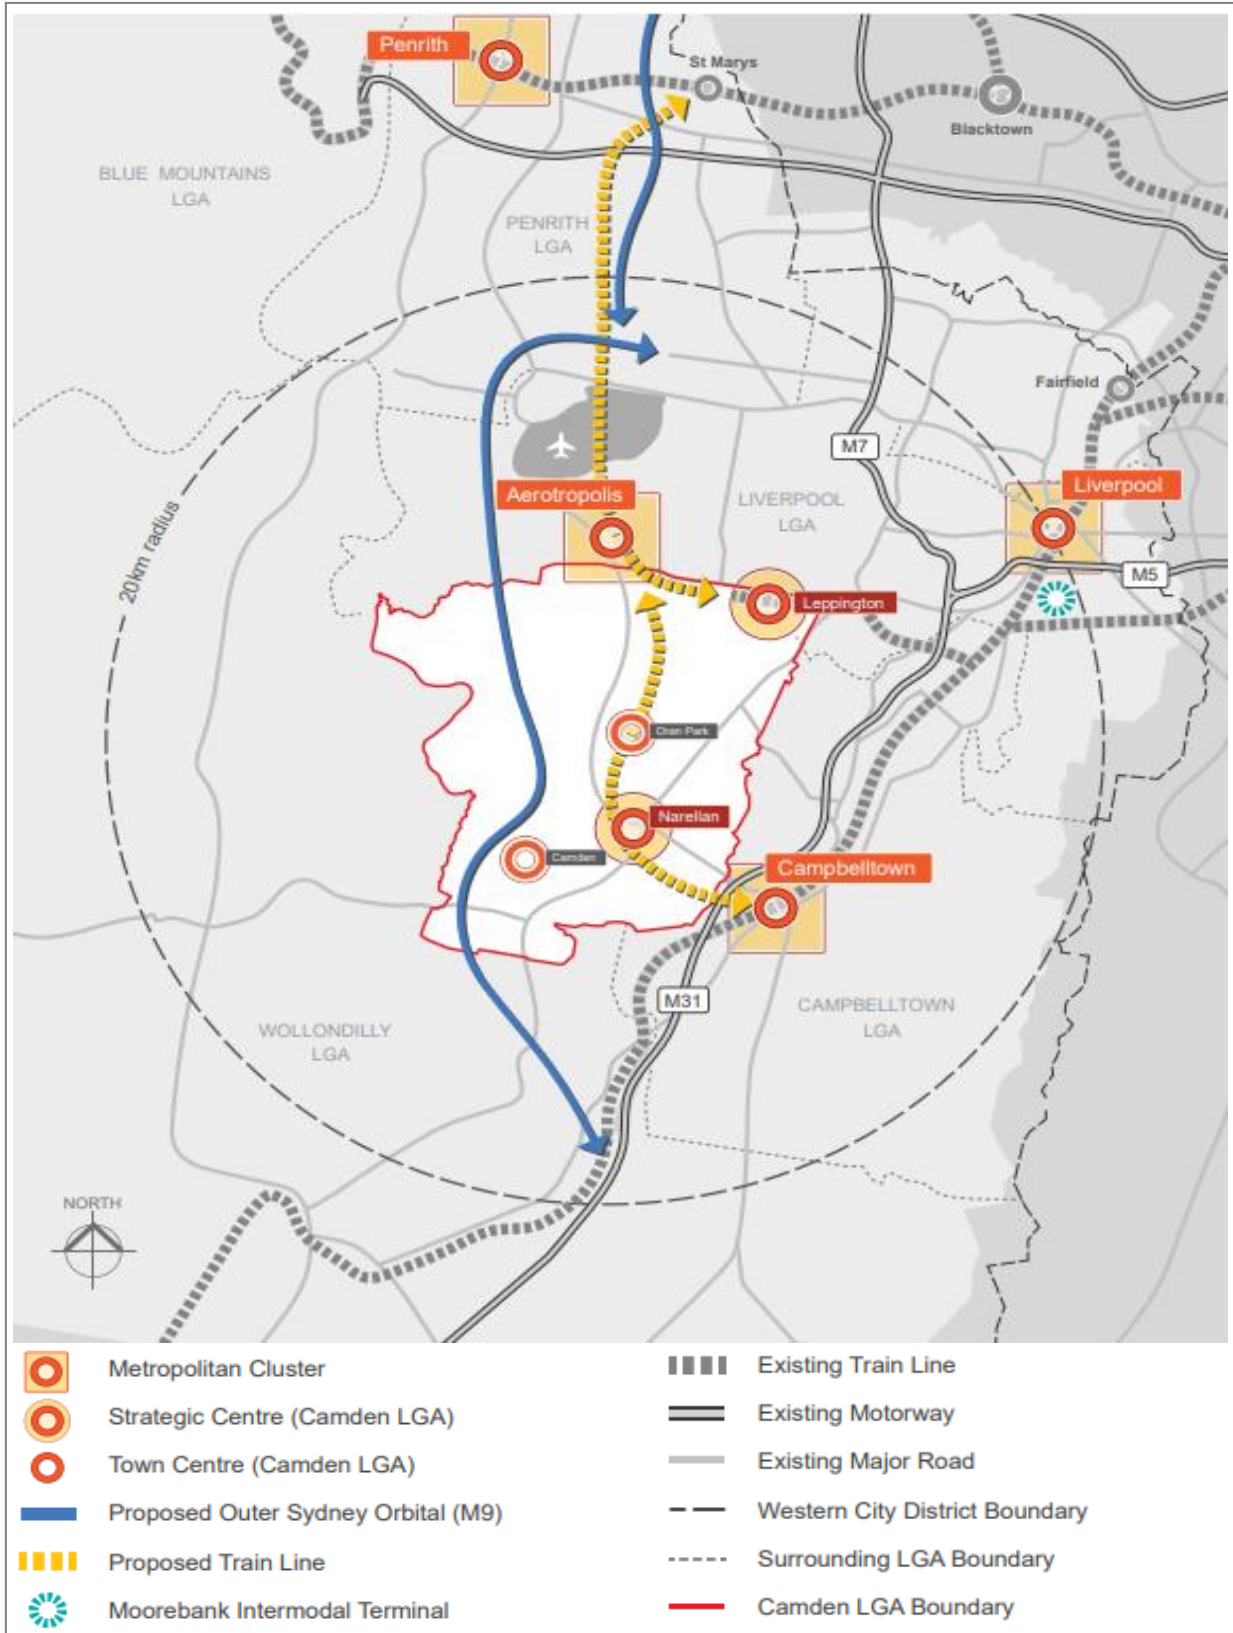 Penrith
St Marys
Blacktown
BLUE MOUNTAINS
LGA
PENRITH
LGA
Fairfield
M7
Liverpool
Aerotropolis
LIVERPOOL
LGA
20km radius
M5
Leppington
Oran Park
Narellan
Camden
Campbelltown
M31
CAMPBELLTOWN
LGA
WOLLONDILLY
LGA
NORTH
Metropolitan Cluster
Strategic Centre (Camden LGA)
Town Centre (Camden LGA)
Proposed Outer Sydney Orbital (M9)
Proposed Train Line
Moorebank Intermodal Terminal
Existing Train Line
Existing Motorway
Existing Major Road
Western City District Boundary
Surrounding LGA Boundary
Camden LGA Boundary